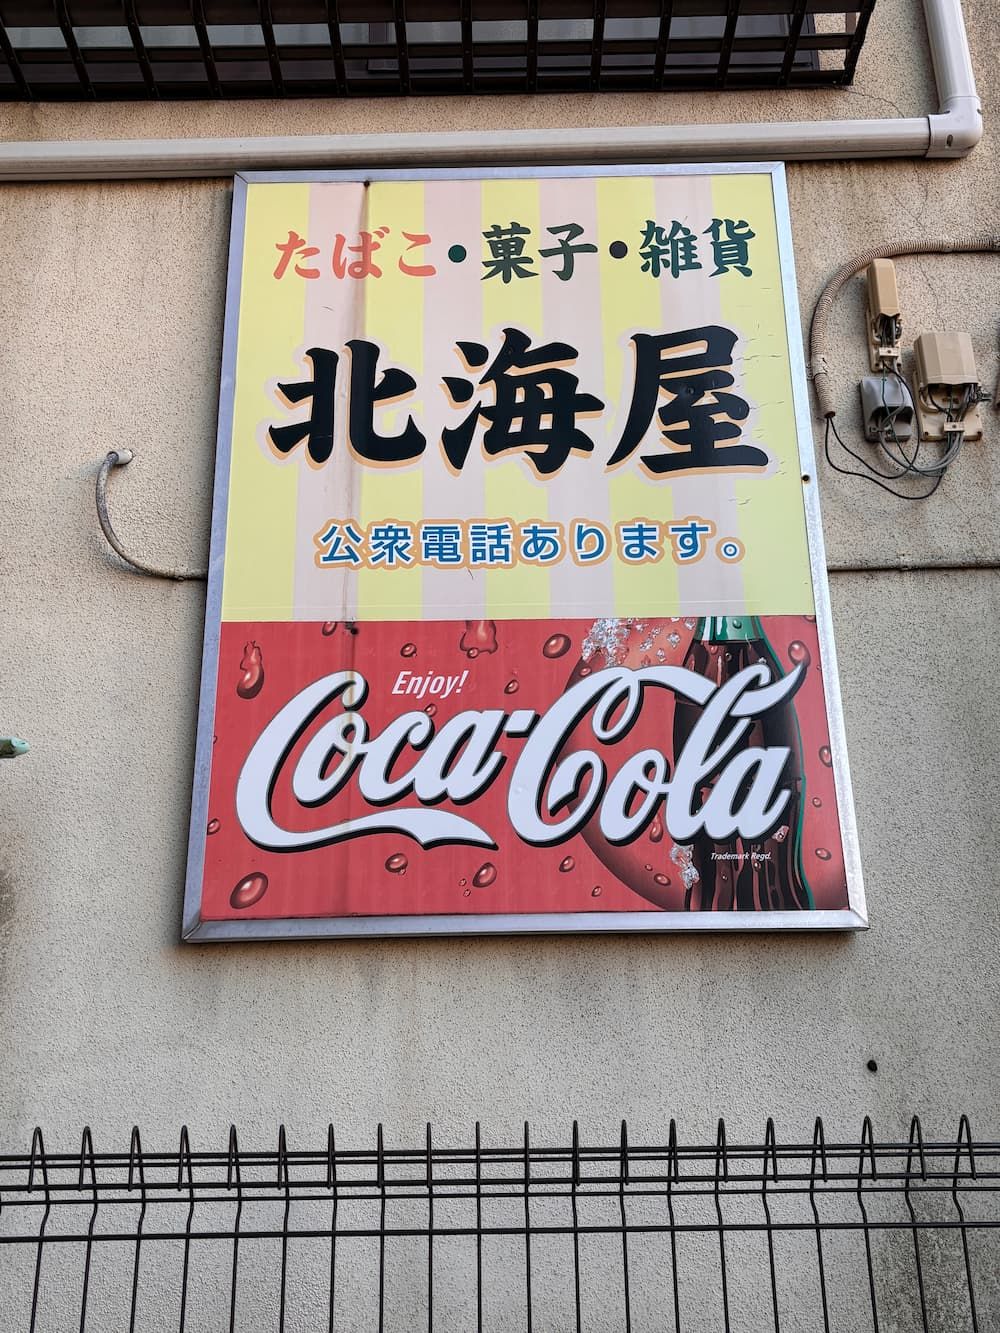 たばこ・菓子・雑貨
北海屋
公衆電話あります。
Enjoy!
Coca-Cola
Trademark Regd.